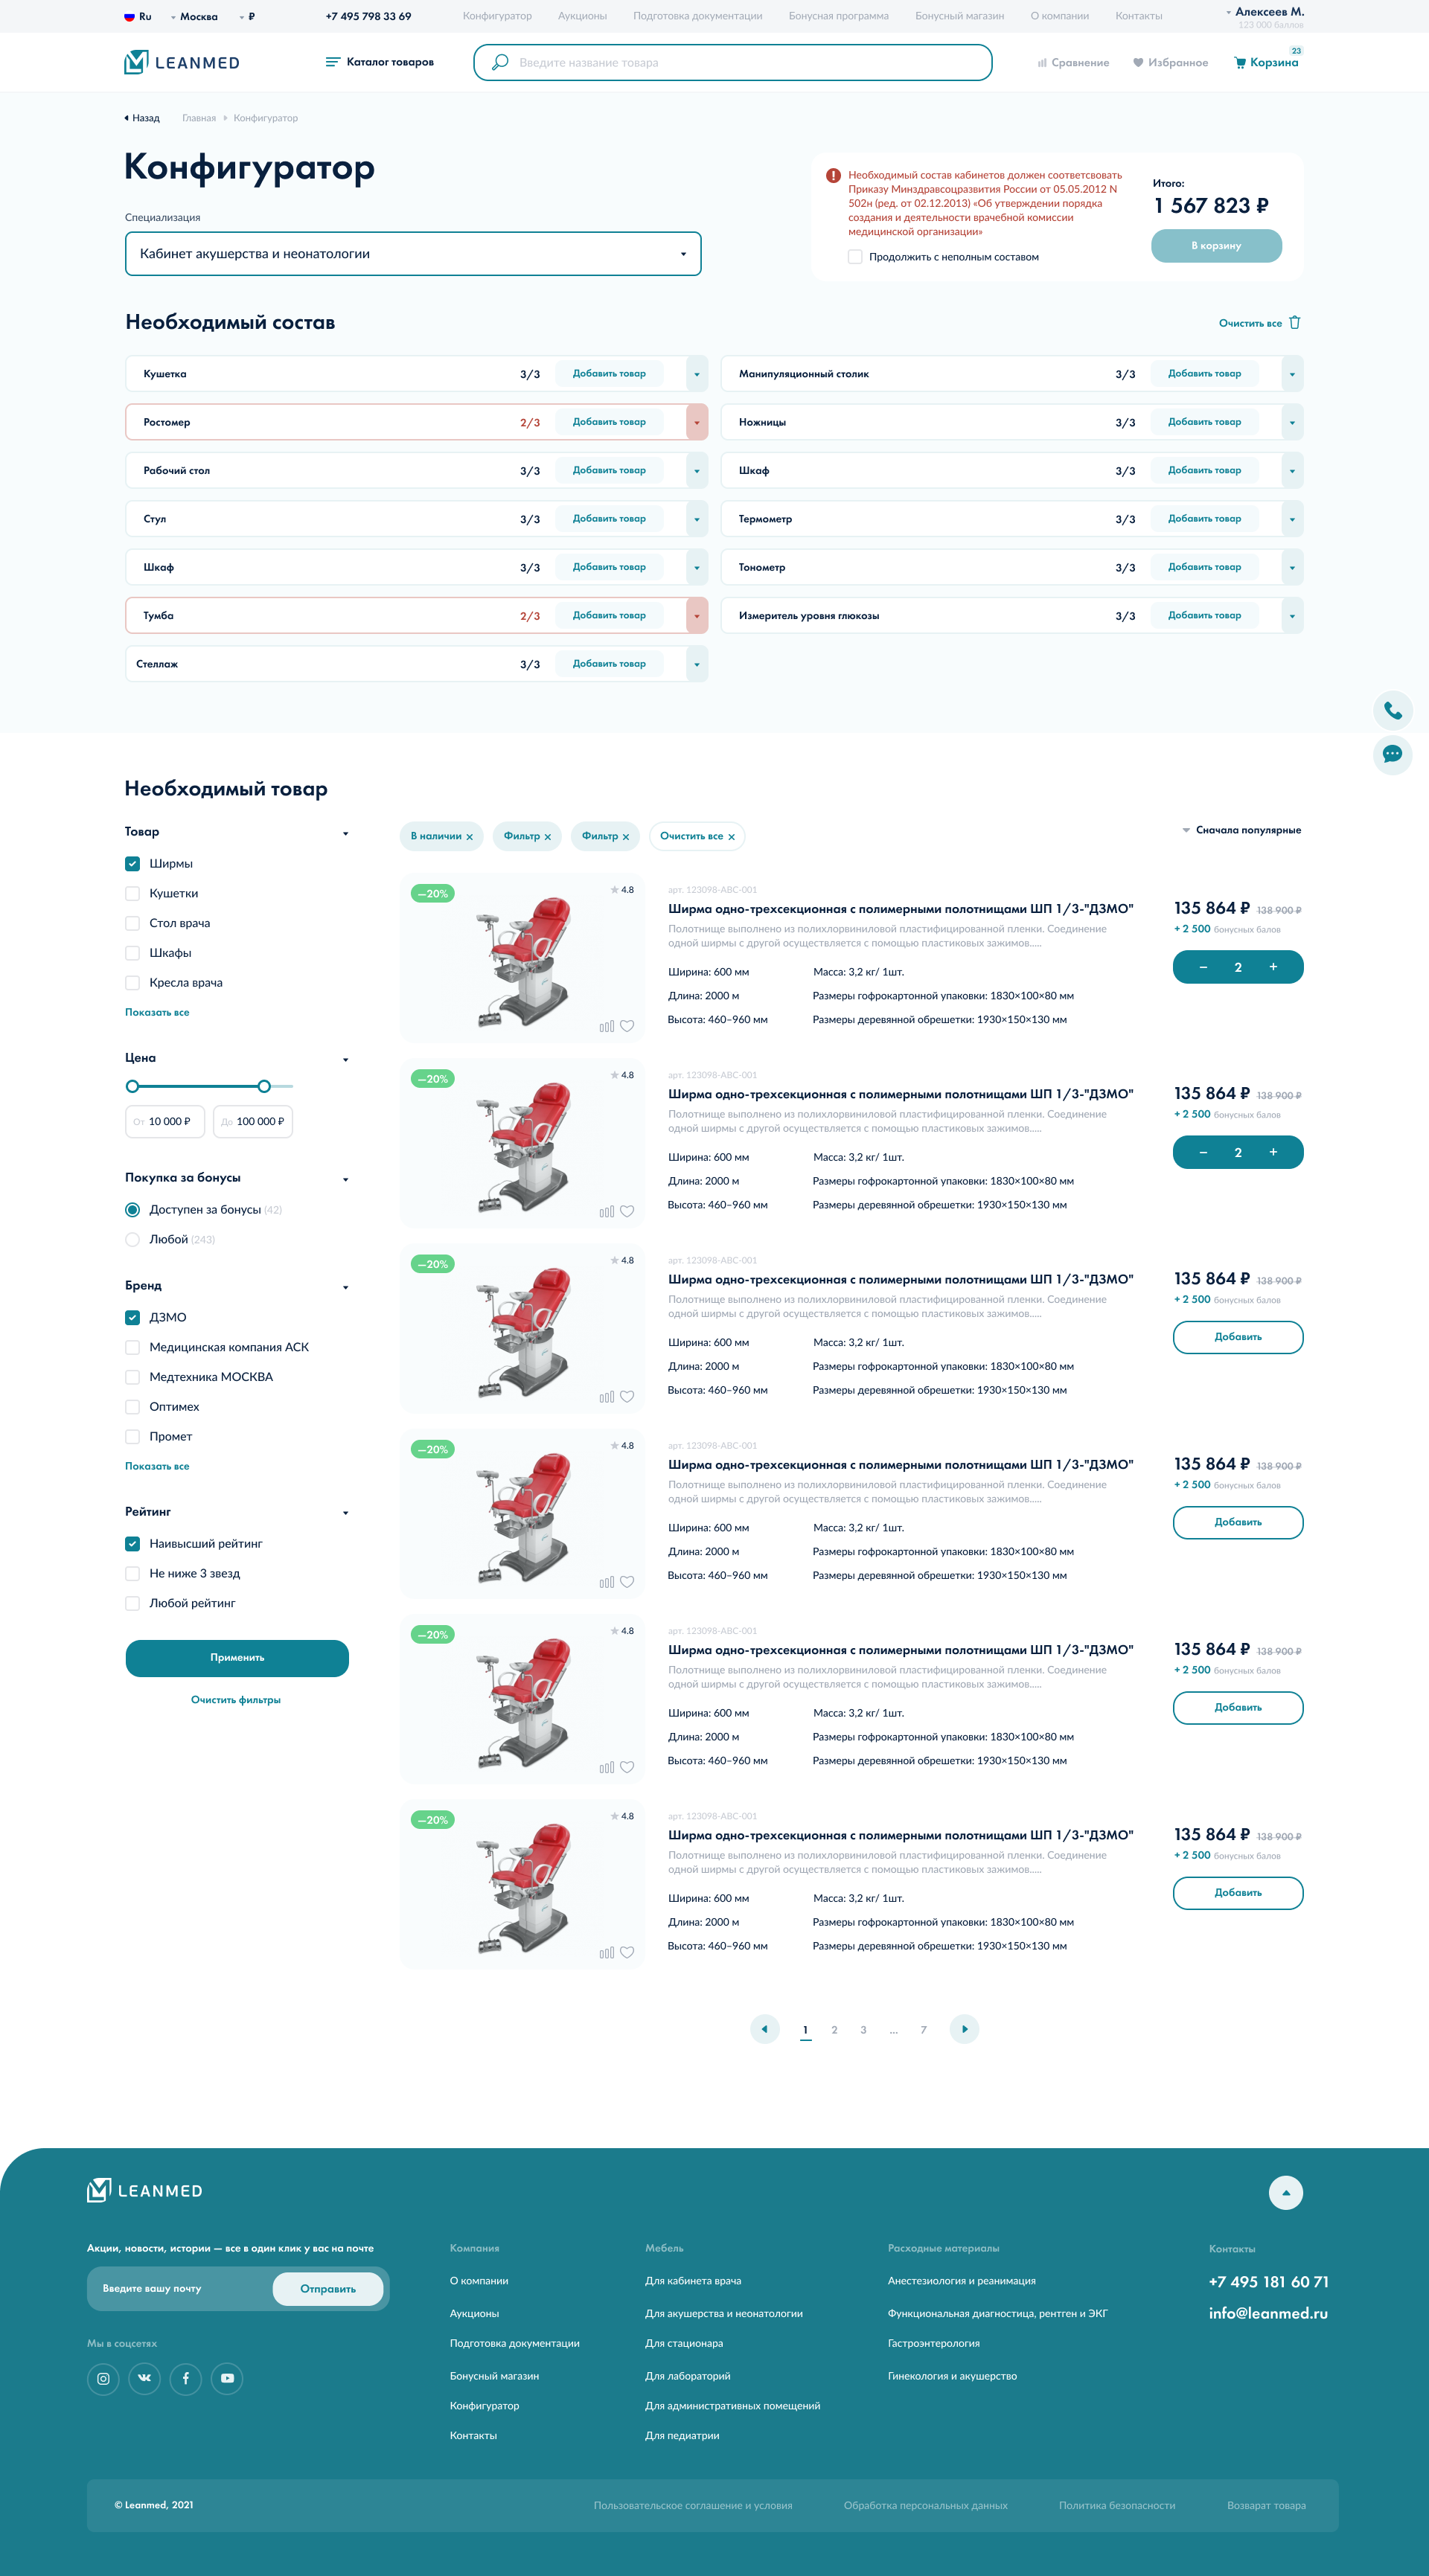 Ru
Москва
₽
+7 495 798 33 69
Конфигуратор
Аукционы
Подготовка документации
Бонусная программа
Бонусный магазин
О компании
Контакты
Алексеев М.
123 000 баллов
LEANMED
Каталог товаров
Введите название товара
Сравнение
Избранное
Корзина
23
Назад
Главная
Конфигуратор
Конфигуратор
Специализация
Кабинет акушерства и неонатологии
Необходимый состав кабинетов должен соответсвовать
Приказу Минздравсоцразвития России от 05.05.2012 N
502н (ред. от 02.12.2013) «Об утверждении порядка
создания и деятельности врачебной комиссии
медицинской организации»
Продолжить с неполным составом
Итого:
1 567 823 ₽
В корзину
Необходимый состав
Очистить все
Кушетка 3/3 Добавить товар
Манипуляционный столик 3/3 Добавить товар
Ростомер 2/3 Добавить товар
Ножницы 3/3 Добавить товар
Рабочий стол 3/3 Добавить товар
Шкаф 3/3 Добавить товар
Стул 3/3 Добавить товар
Термометр 3/3 Добавить товар
Шкаф 3/3 Добавить товар
Тонометр 3/3 Добавить товар
Тумба 2/3 Добавить товар
Измеритель уровня глюкозы 3/3 Добавить товар
Стеллаж 3/3 Добавить товар
Необходимый товар
Товар
Ширмы
Кушетки
Стол врача
Шкафы
Кресла врача
Показать все
Цена
От 10 000 ₽
До 100 000 ₽
Покупка за бонусы
Доступен за бонусы (42)
Любой (243)
Бренд
ДЗМО
Медицинская компания АСК
Медтехника МОСКВА
Оптимех
Промет
Показать все
Рейтинг
Наивысший рейтинг
Не ниже 3 звезд
Любой рейтинг
Применить
Очистить фильтры
В наличии
Фильтр
Фильтр
Очистить все
Сначала популярные
—20%
4.8
арт. 123098-ABC-001
Ширма одно-трехсекционная с полимерными полотнищами ШП 1/3-"ДЗМО"
Полотнище выполнено из полихлорвиниловой пластифицированной пленки. Соединение
одной ширмы с другой осуществляется с помощью пластиковых зажимов.....
Ширина: 600 мм
Масса: 3,2 кг/ 1шт.
Длина: 2000 м
Размеры гофрокартонной упаковки: 1830×100×80 мм
Высота: 460–960 мм
Размеры деревянной обрешетки: 1930×150×130 мм
135 864 ₽ 138 900 ₽
+ 2 500 бонусных балов
– 2 +
—20%
4.8
арт. 123098-ABC-001
Ширма одно-трехсекционная с полимерными полотнищами ШП 1/3-"ДЗМО"
Полотнище выполнено из полихлорвиниловой пластифицированной пленки. Соединение
одной ширмы с другой осуществляется с помощью пластиковых зажимов.....
Ширина: 600 мм
Масса: 3,2 кг/ 1шт.
Длина: 2000 м
Размеры гофрокартонной упаковки: 1830×100×80 мм
Высота: 460–960 мм
Размеры деревянной обрешетки: 1930×150×130 мм
135 864 ₽ 138 900 ₽
+ 2 500 бонусных балов
– 2 +
—20%
4.8
арт. 123098-ABC-001
Ширма одно-трехсекционная с полимерными полотнищами ШП 1/3-"ДЗМО"
Полотнище выполнено из полихлорвиниловой пластифицированной пленки. Соединение
одной ширмы с другой осуществляется с помощью пластиковых зажимов.....
Ширина: 600 мм
Масса: 3,2 кг/ 1шт.
Длина: 2000 м
Размеры гофрокартонной упаковки: 1830×100×80 мм
Высота: 460–960 мм
Размеры деревянной обрешетки: 1930×150×130 мм
135 864 ₽ 138 900 ₽
+ 2 500 бонусных балов
Добавить
—20%
4.8
арт. 123098-ABC-001
Ширма одно-трехсекционная с полимерными полотнищами ШП 1/3-"ДЗМО"
Полотнище выполнено из полихлорвиниловой пластифицированной пленки. Соединение
одной ширмы с другой осуществляется с помощью пластиковых зажимов.....
Ширина: 600 мм
Масса: 3,2 кг/ 1шт.
Длина: 2000 м
Размеры гофрокартонной упаковки: 1830×100×80 мм
Высота: 460–960 мм
Размеры деревянной обрешетки: 1930×150×130 мм
135 864 ₽ 138 900 ₽
+ 2 500 бонусных балов
Добавить
—20%
4.8
арт. 123098-ABC-001
Ширма одно-трехсекционная с полимерными полотнищами ШП 1/3-"ДЗМО"
Полотнище выполнено из полихлорвиниловой пластифицированной пленки. Соединение
одной ширмы с другой осуществляется с помощью пластиковых зажимов.....
Ширина: 600 мм
Масса: 3,2 кг/ 1шт.
Длина: 2000 м
Размеры гофрокартонной упаковки: 1830×100×80 мм
Высота: 460–960 мм
Размеры деревянной обрешетки: 1930×150×130 мм
135 864 ₽ 138 900 ₽
+ 2 500 бонусных балов
Добавить
—20%
4.8
арт. 123098-ABC-001
Ширма одно-трехсекционная с полимерными полотнищами ШП 1/3-"ДЗМО"
Полотнище выполнено из полихлорвиниловой пластифицированной пленки. Соединение
одной ширмы с другой осуществляется с помощью пластиковых зажимов.....
Ширина: 600 мм
Масса: 3,2 кг/ 1шт.
Длина: 2000 м
Размеры гофрокартонной упаковки: 1830×100×80 мм
Высота: 460–960 мм
Размеры деревянной обрешетки: 1930×150×130 мм
135 864 ₽ 138 900 ₽
+ 2 500 бонусных балов
Добавить
1 2 3 ... 7
LEANMED
Акции, новости, истории — все в один клик у вас на почте
Введите вашу почту
Отправить
Мы в соцсетях
Компания
О компании
Аукционы
Подготовка документации
Бонусный магазин
Конфигуратор
Контакты
Мебель
Для кабинета врача
Для акушерства и неонатологии
Для стационара
Для лабораторий
Для административных помещений
Для педиатрии
Расходные материалы
Анестезиология и реанимация
Функциональная диагностица, рентген и ЭКГ
Гастроэнтерология
Гинекология и акушерство
Контакты
+7 495 181 60 71
info@leanmed.ru
© Leanmed, 2021
Пользовательское соглашение и условия
Обработка персональных данных
Политика безопасности
Возварат товара